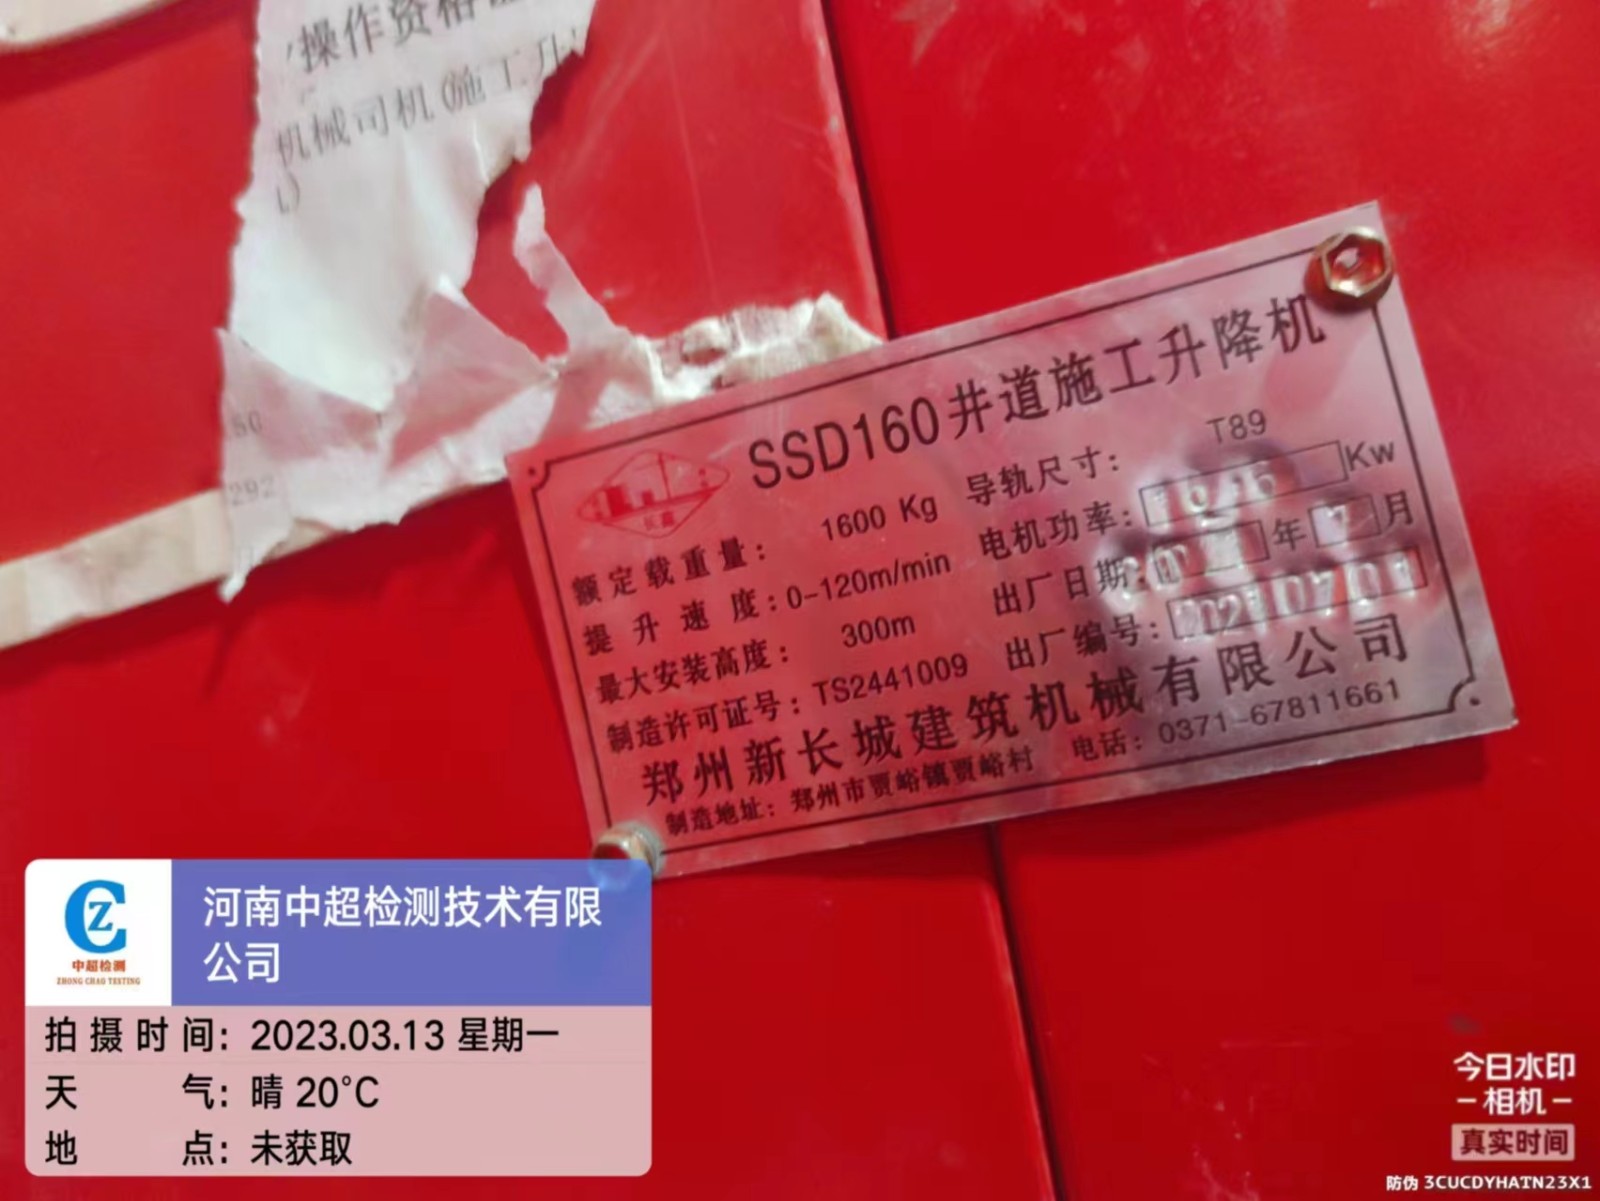 操作资格证
机械司机(施工升
L)
50
292
SSD160井道施工升降机
长鑫
额定载重量: 1600 Kg 导轨尺寸: T89
提升速度: 0-120m/min 电机功率: Kw
最大安装高度: 300m 出厂日期: 年 7 月
制造许可证号: TS2441009 出厂编号:
郑州新长城建筑机械有限公司
制造地址: 郑州市贾峪镇贾峪村 电话: 0371-67811661
CZ
中超检测
ZHONG CHAO TESTING
河南中超检测技术有限
公司
拍摄时间: 2023.03.13 星期一
天气: 晴 20°C
地点: 未获取
今日水印
-相机-
真实时间
防伪 3CUCDYHATN23X1